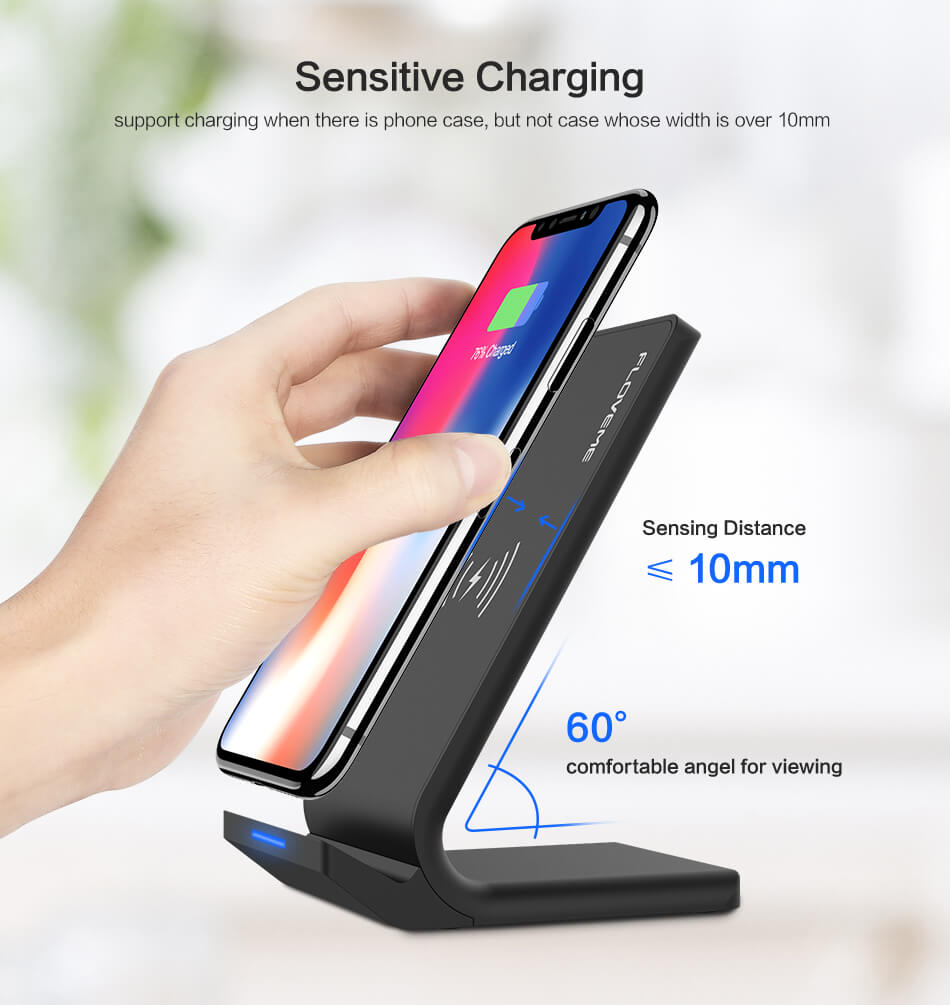 Sensitive Charging
support charging when there is phone case, but not case whose width is over 10mm
76% Charged
FLOVEME
Sensing Distance
≤ 10mm
60°
comfortable angel for viewing